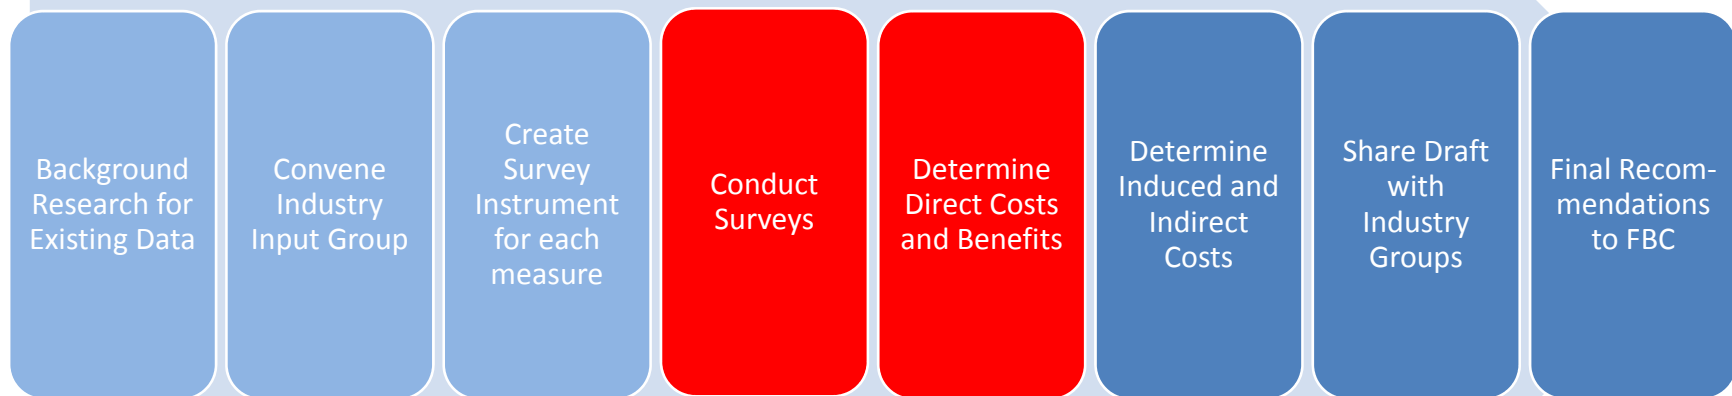 Background
Research for
Existing Data
Convene
Industry
Input Group
Create
Survey
Instrument
for each
measure
Conduct
Surveys
Determine
Direct Costs
and Benefits
Determine
Induced and
Indirect
Costs
Share Draft
with
Industry
Groups
Final Recom-
mendations
to FBC